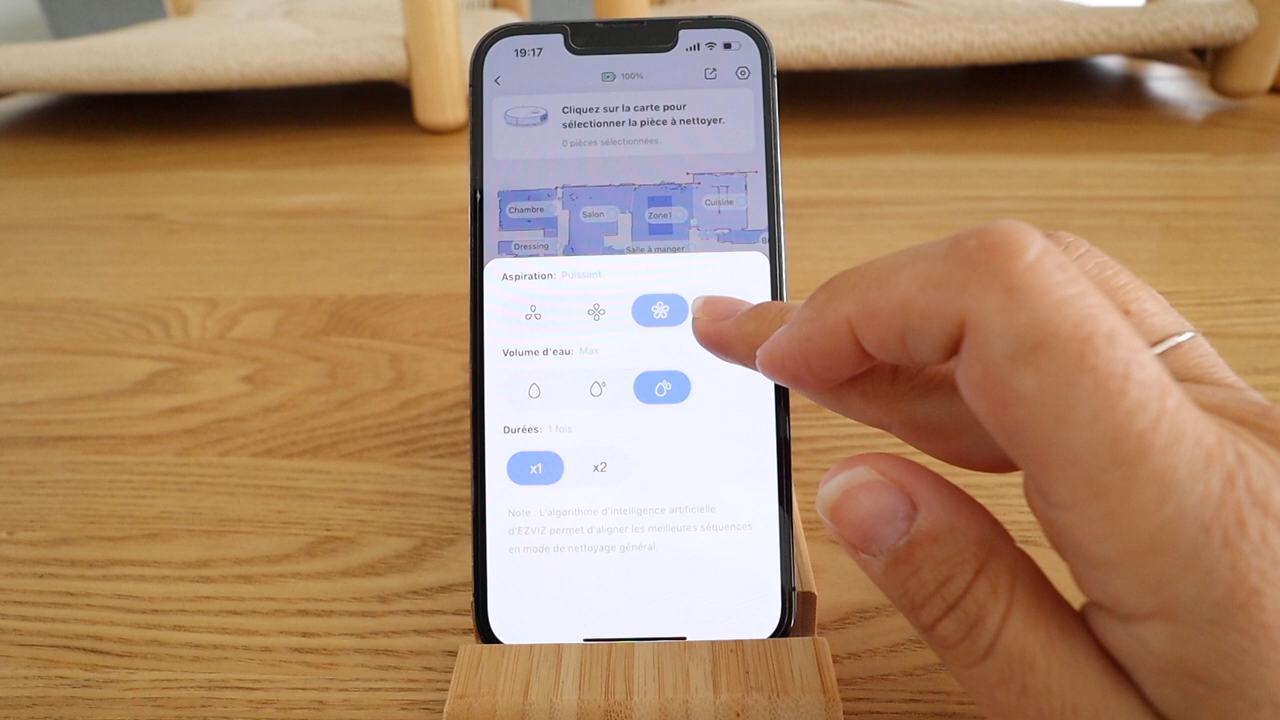 19:17
100%
Cliquez sur la carte pour
sélectionner la pièce à nettoyer.
0 pièces sélectionnées.
Chambre
Salon
Zone1
Cuisine
Dressing
Salle à manger
Aspiration: Puissant
Volume d'eau: Max
Durées: 1 fois
x1 x2
Note : L'algorithme d'intelligence artificielle
d'EZVIZ permet d'aligner les meilleures séquences
en mode de nettoyage général.